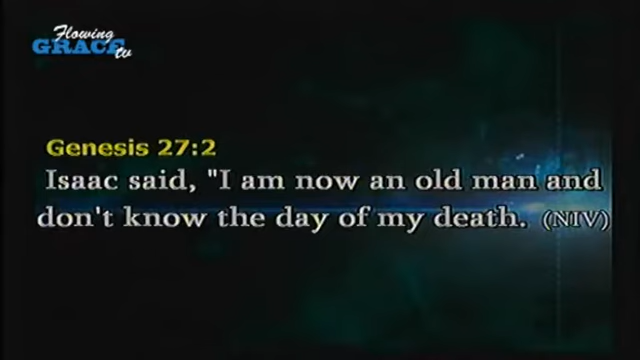 Flowing
GRACE tv
Genesis 27:2
Isaac said, "I am now an old man and
don't know the day of my death. (NIV)